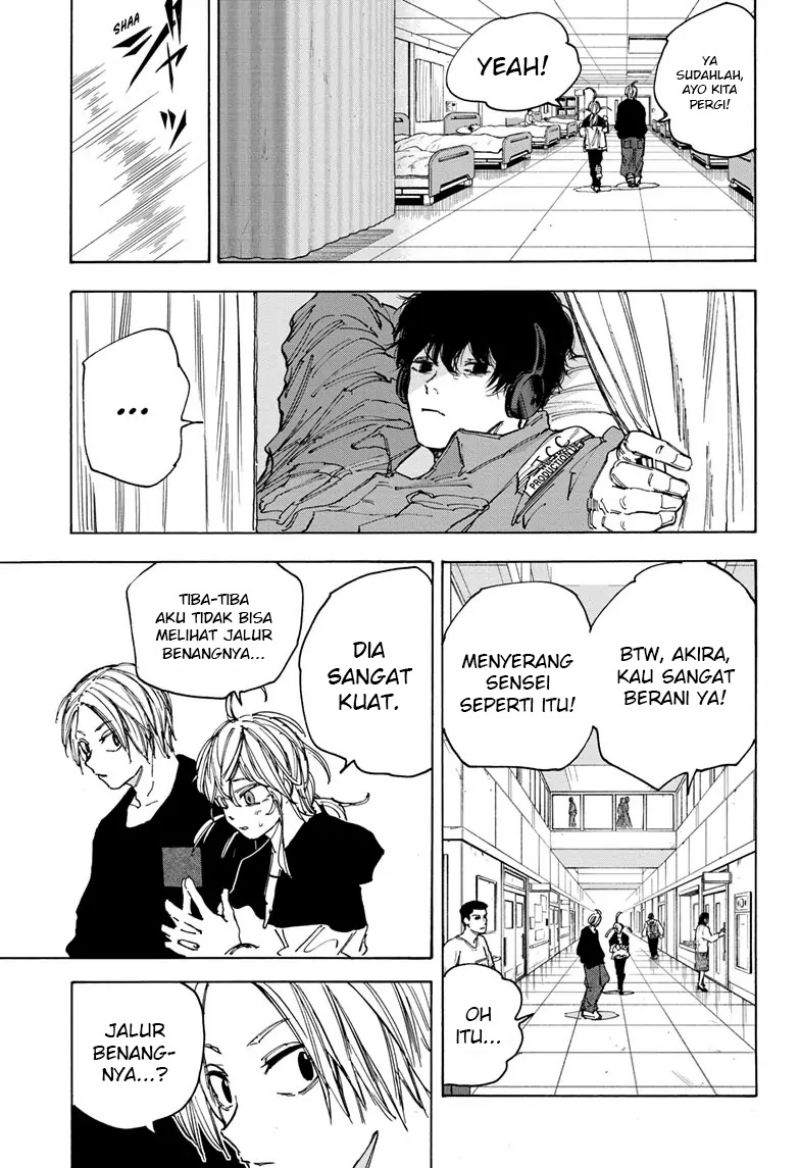 YA
SUDAHLAH,
AYO KITA
PERGI!
YEAH!
SHAA
...
PRODUCTION
BTW, AKIRA,
KAU SANGAT
BERANI YA!
MENYERANG
SENSEI
SEPERTI ITU!
OH
ITU...
DIA
SANGAT
KUAT.
TIBA-TIBA
AKU TIDAK BISA
MELIHAT JALUR
BENANGNYA...
JALUR
BENANG-
NYA...?